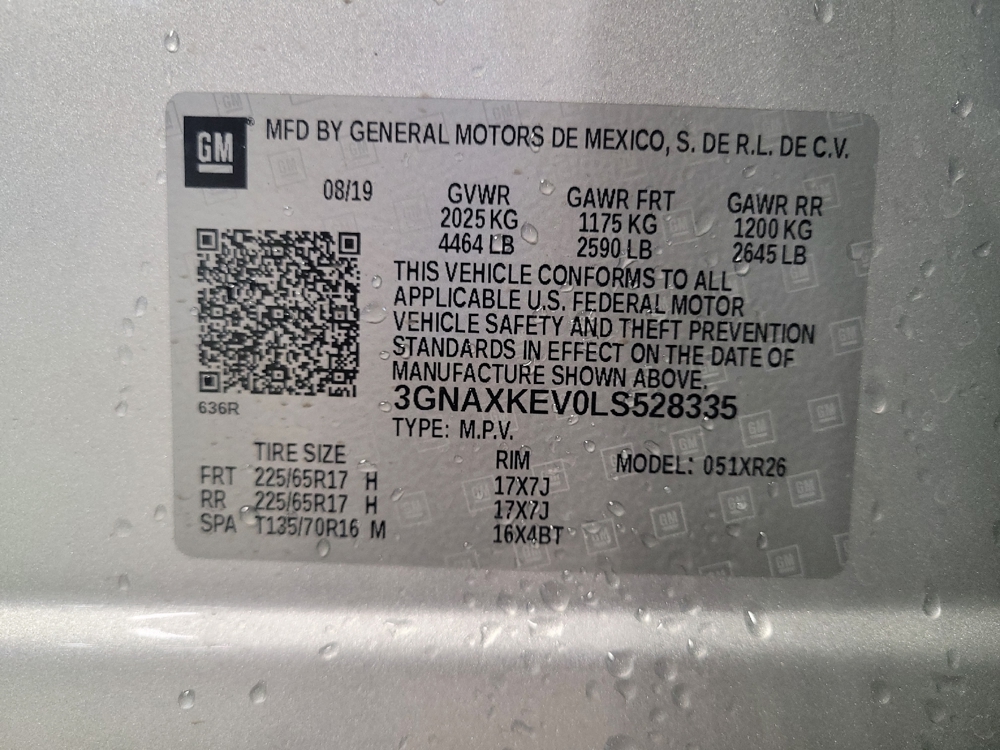 GM MFD BY GENERAL MOTORS DE MEXICO, S. DE R.L. DE C.V.
08/19 GVWR GAWR FRT GAWR RR
2025 KG 1175 KG 1200 KG
4464 LB 2590 LB 2645 LB
THIS VEHICLE CONFORMS TO ALL
APPLICABLE U.S. FEDERAL MOTOR
VEHICLE SAFETY AND THEFT PREVENTION
STANDARDS IN EFFECT ON THE DATE OF
MANUFACTURE SHOWN ABOVE.
3GNAXKEV0LS528335
636R
TYPE: M.P.V.
TIRE SIZE RIM MODEL: 051XR26
FRT 225/65R17 H 17X7J
RR 225/65R17 H 17X7J
SPA T135/70R16 M 16X4BT